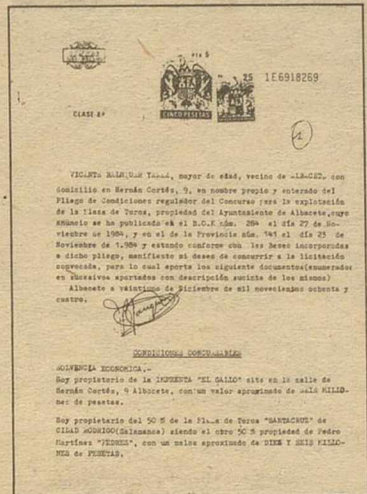 PTA 5
25 1E6918269
CLASE 8ª
CINCO PESETAS
VICENTE, mayor de edad, vecino de ALBACETE, con
domicilio en Hernán Cortés, 9, en nombre propio y enterado del
Pliego de Condiciones regulador del Concurso para la explotación
de la Plaza de Toros, propiedad del Ayuntamiento de Albacete,cuyo
anuncio se ha publicado en el B.O.E núm. 284 el día 27 de No-
viembre de 1984, y en el de la Provincia núm. 141 el día 23 de
Noviembre de 1.984 y estando conforme con las Bases incorporadas
a dicho pliego, manifiesto mi deseo de concurrir a la licitación
convocada, para lo cual aporto los siguiente documentos(enumerados
en sucesivos apartados con descripción sucinta de los mismos)
Albacete a veintiuno de Diciembre de mil novecientos ochenta y
cuatro.
CONDICIONES CONCURSABLES
SOLVENCIA ECONOMICA.-
Soy propietario de la IMPRENTA "EL GALLO" sita en la calle de
Hernán Cortés, 9 Albacete, con un valor aproximado de SEIS MILLO-
nes de pesetas.
Soy propietario del 50 % de la Plaza de Toros "SANTACRUZ" de
CIUDAD RODRIGO(Salamanca) siendo el otro 50 % propiedad de Pedro
Martínez "PEDRES", con un valor aproximado de DIEZ Y SEIS MILLO-
NES de PESETAS.